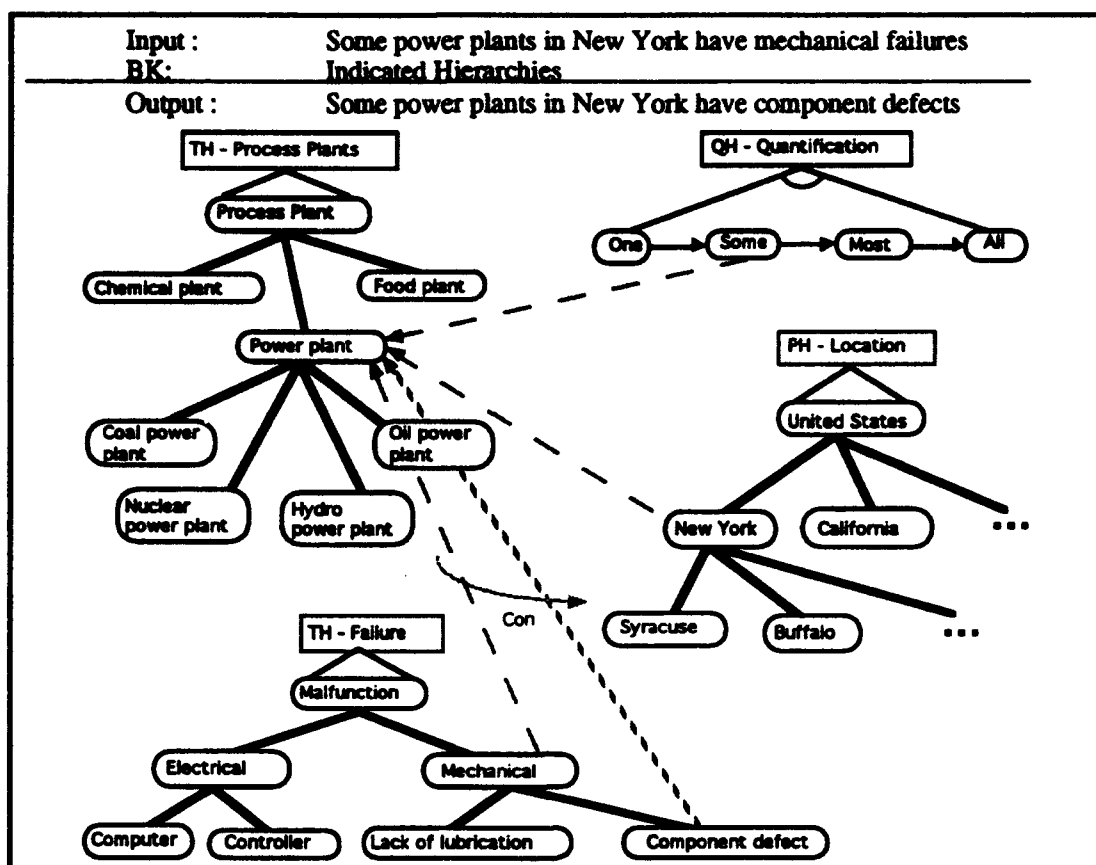 Input : Some power plants in New York have mechanical failures
BK: Indicated Hierarchies
Output : Some power plants in New York have component defects
TH - Process Plants
QH - Quantification
Process Plant
One Some Most All
Chemical plant Food plant
Power plant
PH - Location
United States
Coal power
plant
Oil power
plant
Nuclear
power plant
Hydro
power plant
New York California ...
Con
Syracuse Buffalo ...
TH - Failure
Malfunction
Electrical Mechanical
Computer Controller Lack of lubrication Component defect